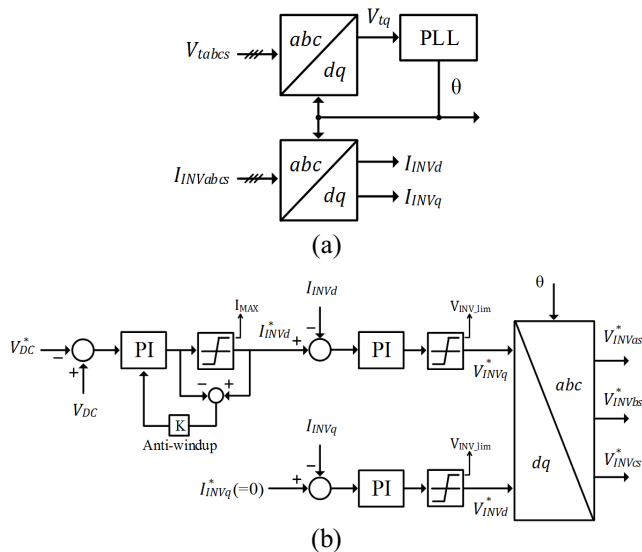 V_tabcs
abc
dq
V_tq
PLL
θ
I_INVabcs
abc
dq
I_INVd
I_INVq
(a)
V*_DC
−
+
V_DC
PI
I_MAX
I*_INVd
−
+
K
Anti-windup
I_INVd
+
−
PI
V_INV_lim
V*_INVq
I*_INVq(=0)
I_INVq
+
−
PI
V_INV_lim
V*_INVd
θ
abc
dq
V*_INVas
V*_INVbs
V*_INVcs
(b)